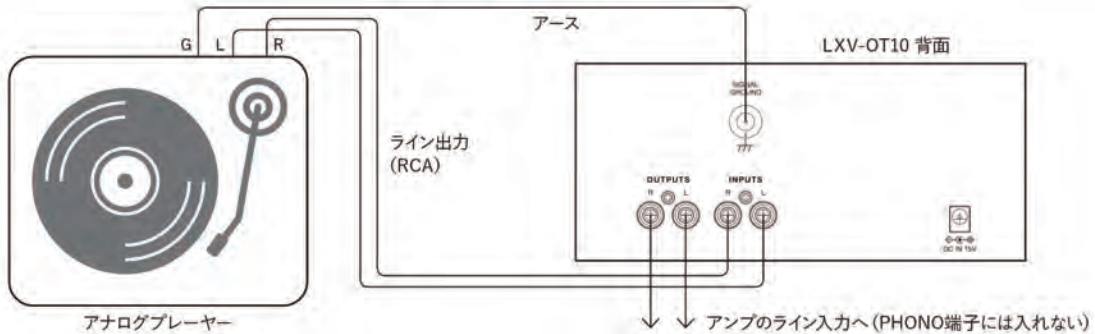 アース
G L R
LXV-OT10 背面
SIGNAL
GROUND
ライン出力
(RCA)
OUTPUTS INPUTS
R L R L
DC IN 15V
アナログプレーヤー
アンプのライン入力へ (PHONO端子には入れない)